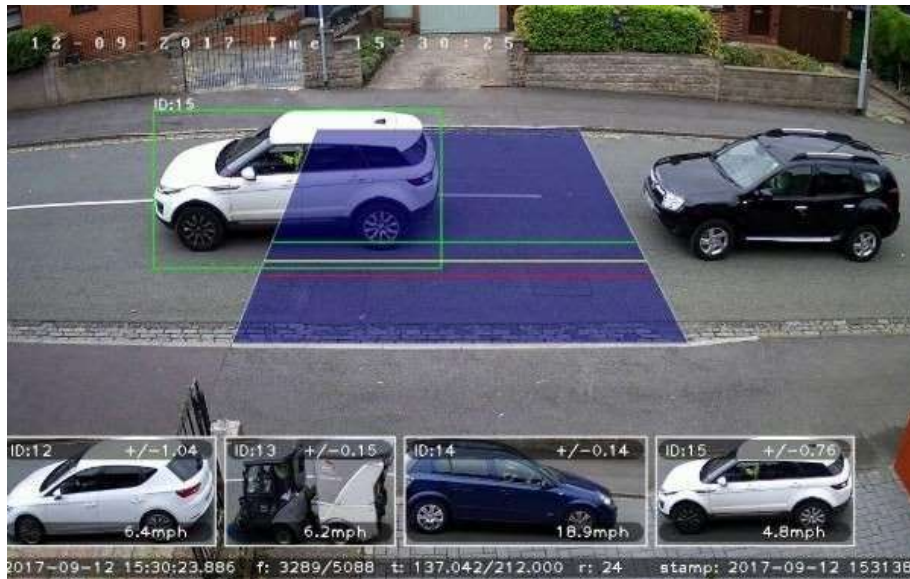 12-09-2017 Tue 15:30:25
ID:15
ID:12 +/-1.04
6.4mph
ID:13 +/-0.15
6.2mph
ID:14 +/-0.14
18.9mph
ID:15 +/-0.76
4.8mph
2017-09-12 15:30:23.886 f: 3289/5088 t: 137.042/212.000 r: 24 stamp: 2017-09-12 153138